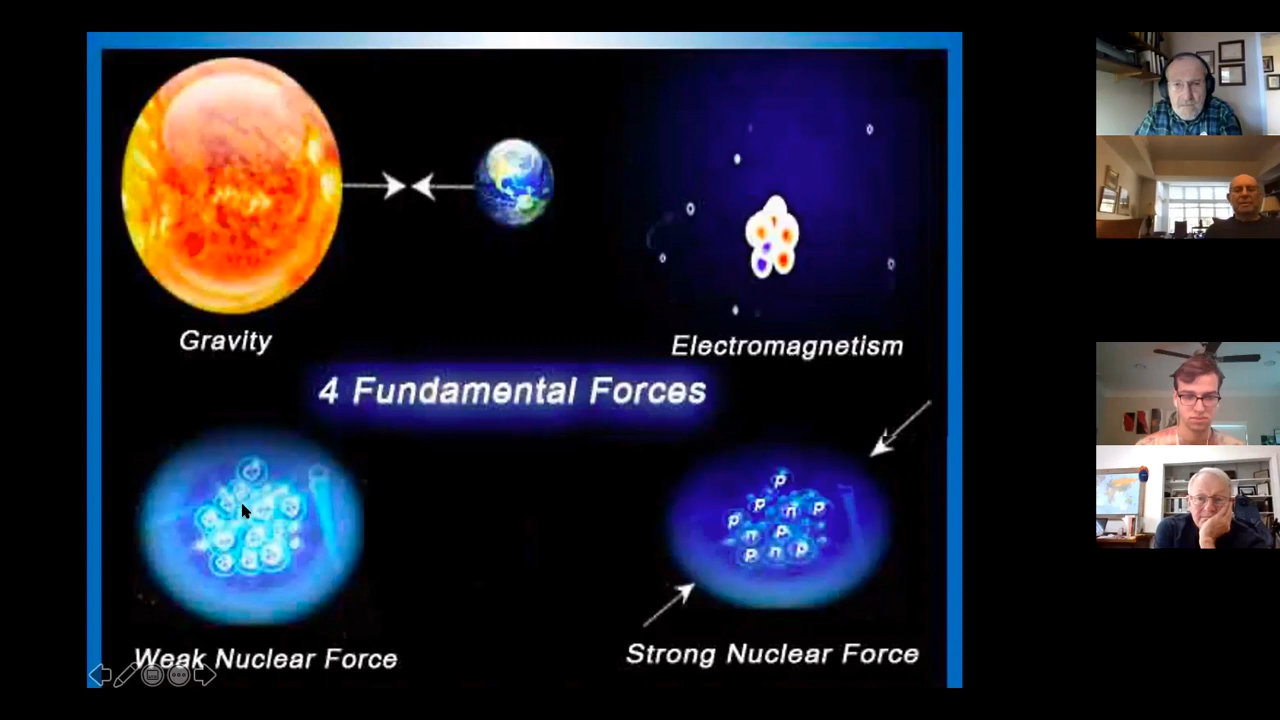 Gravity
Electromagnetism
4 Fundamental Forces
p
p
p
n
p
n
p
p
n
p
Weak Nuclear Force
Strong Nuclear Force